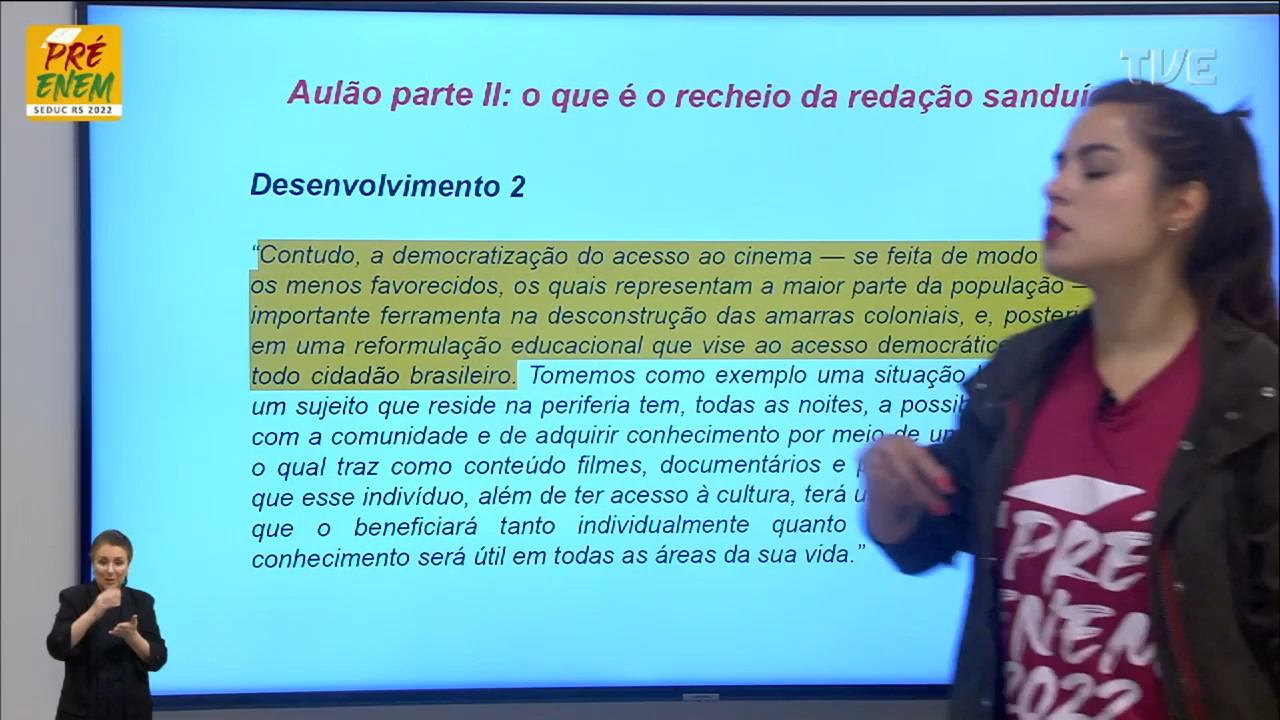 PRÉ
ENEM
SEDUC RS 2022
TVE
Aulão parte II: o que é o recheio da redação
Desenvolvimento 2
“Contudo, a democratização do acesso ao cinema — se feita de modo
os menos favorecidos, os quais representam a maior parte da população —
importante ferramenta na desconstrução das amarras coloniais, e,
em uma reformulação educacional que vise ao acesso
todo cidadão brasileiro. Tomemos como exemplo uma situação
um sujeito que reside na periferia tem, todas as noites, a
com a comunidade e de adquirir conhecimento por meio de
o qual traz como conteúdo filmes, documentários e
que esse indivíduo, além de ter acesso à cultura, terá
que o beneficiará tanto individualmente quanto
conhecimento será útil em todas as áreas da sua vida.”
PRÉ
ENEM
2022